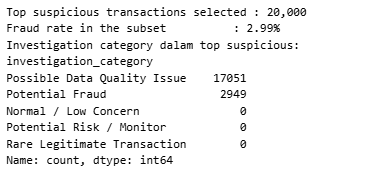 Top suspicious transactions selected : 20,000
Fraud rate in the subset           : 2.99%
Investigation category dalam top suspicious:
investigation_category
Possible Data Quality Issue    17051
Potential Fraud                 2949
Normal / Low Concern               0
Potential Risk / Monitor           0
Rare Legitimate Transaction        0
Name: count, dtype: int64